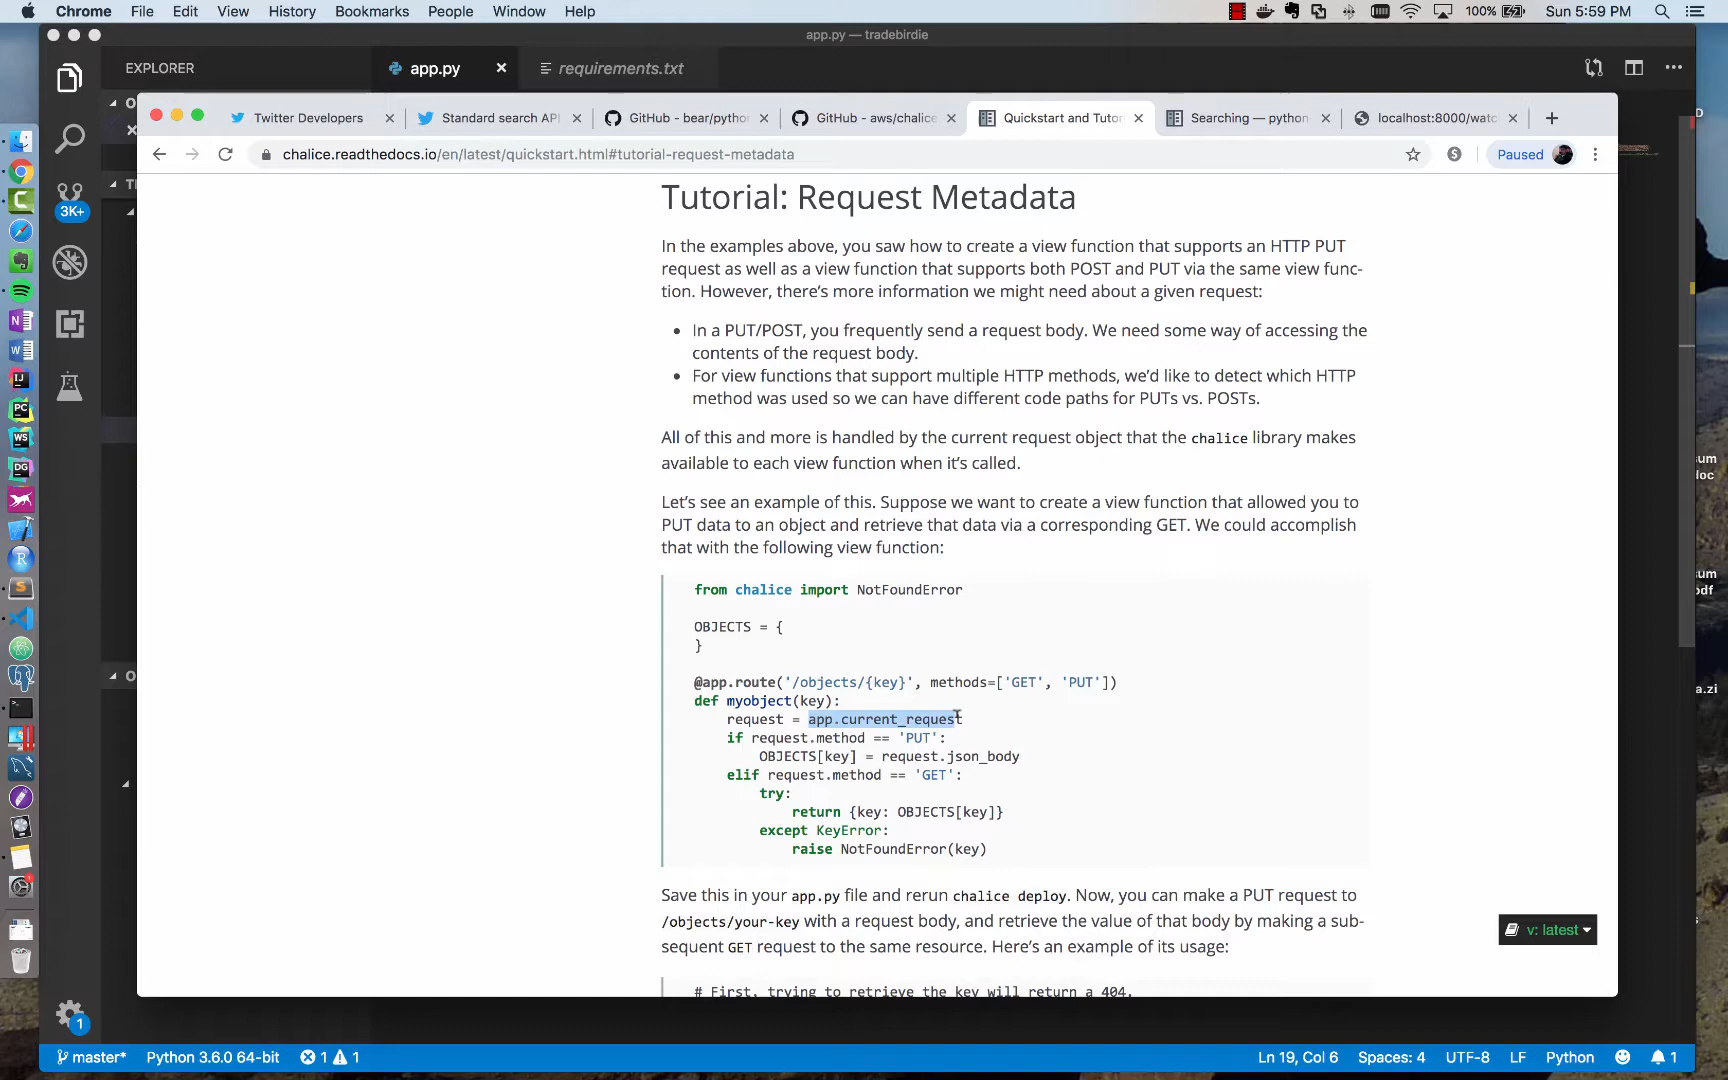 Chrome File Edit View History Bookmarks People Window Help 100% Sun 5:59 PM
app.py — tradebirdie
EXPLORER app.py requirements.txt
Twitter Developers Standard search API GitHub - bear/python GitHub - aws/chalice Quickstart and Tutor Searching — python- localhost:8000/watc
chalice.readthedocs.io/en/latest/quickstart.html#tutorial-request-metadata Paused
3K+
Tutorial: Request Metadata
In the examples above, you saw how to create a view function that supports an HTTP PUT
request as well as a view function that supports both POST and PUT via the same view func-
tion. However, there's more information we might need about a given request:
• In a PUT/POST, you frequently send a request body. We need some way of accessing the
contents of the request body.
• For view functions that support multiple HTTP methods, we'd like to detect which HTTP
method was used so we can have different code paths for PUTs vs. POSTs.
All of this and more is handled by the current request object that the chalice library makes
available to each view function when it's called.
Let's see an example of this. Suppose we want to create a view function that allowed you to
PUT data to an object and retrieve that data via a corresponding GET. We could accomplish
that with the following view function:
from chalice import NotFoundError
OBJECTS = {
}
@app.route('/objects/{key}', methods=['GET', 'PUT'])
def myobject(key):
request = app.current_request
if request.method == 'PUT':
OBJECTS[key] = request.json_body
elif request.method == 'GET':
try:
return {key: OBJECTS[key]}
except KeyError:
raise NotFoundError(key)
Save this in your app.py file and rerun chalice deploy. Now, you can make a PUT request to
/objects/your-key with a request body, and retrieve the value of that body by making a sub-
sequent GET request to the same resource. Here's an example of its usage:
v: latest
# First, trying to retrieve the key will return a 404.
1
master* Python 3.6.0 64-bit 1 1 Ln 19, Col 6 Spaces: 4 UTF-8 LF Python 1